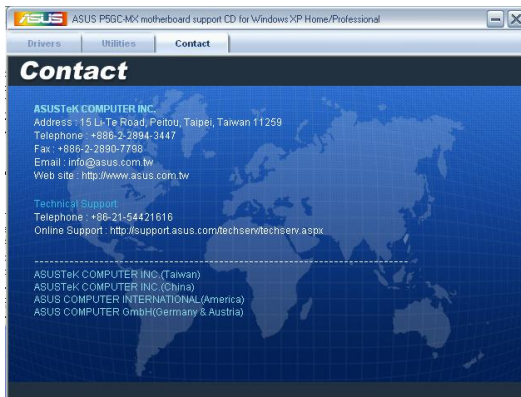 ASUS ASUS P5GC-MX motherboard support CD for Windows XP Home/Professional
Drivers Utilities Contact
Contact
ASUSTeK COMPUTER INC.
Address : 15 Li-Te Road, Peitou, Taipei, Taiwan 11259
Telephone : +886-2-2894-3447
Fax : +886-2-2890-7798
Email : info@asus.com.tw
Web site : http://www.asus.com.tw
Technical Support
Telephone : +86-21-54421616
Online Support : http://support.asus.com/techserv/techserv.aspx
ASUSTeK COMPUTER INC.(Taiwan)
ASUSTeK COMPUTER INC.(China)
ASUS COMPUTER INTERNATIONAL(America)
ASUS COMPUTER GmbH(Germany & Austria)